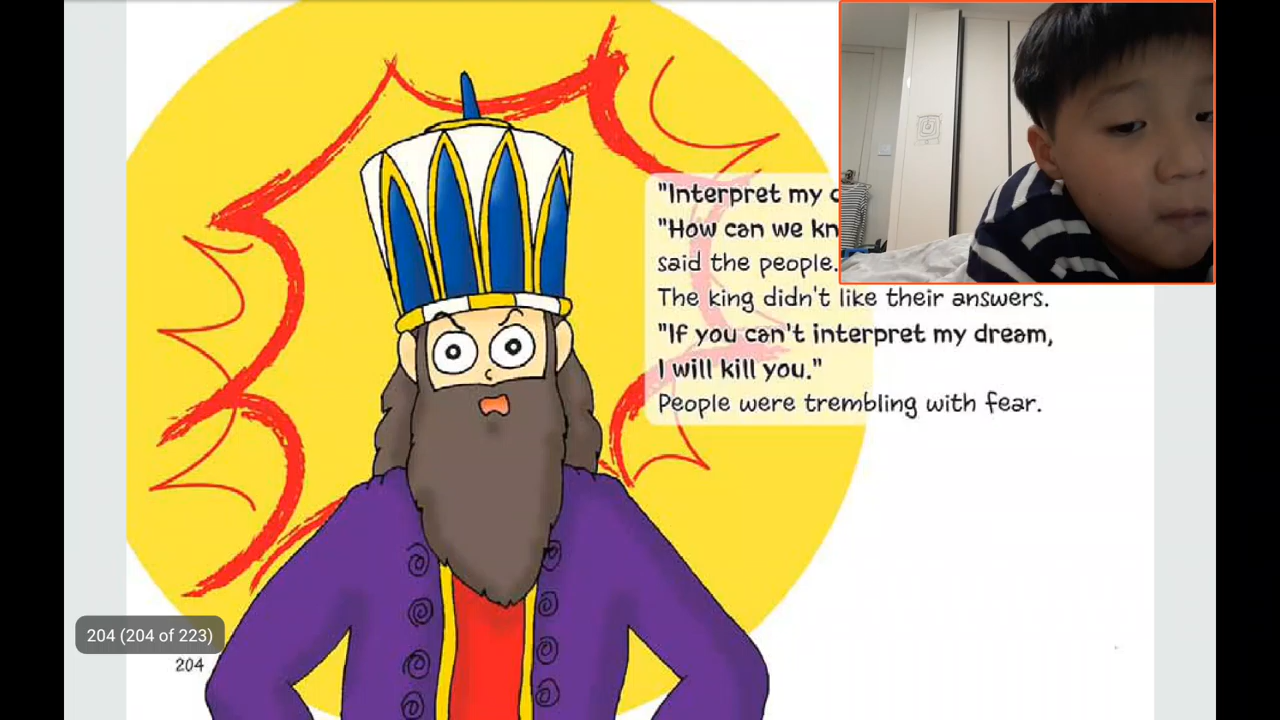 "Interpret my
"How can we
said the people.
The king didn't like their answers.
"If you can't interpret my dream,
I will kill you."
People were trembling with fear.
204 (204 of 223)
204